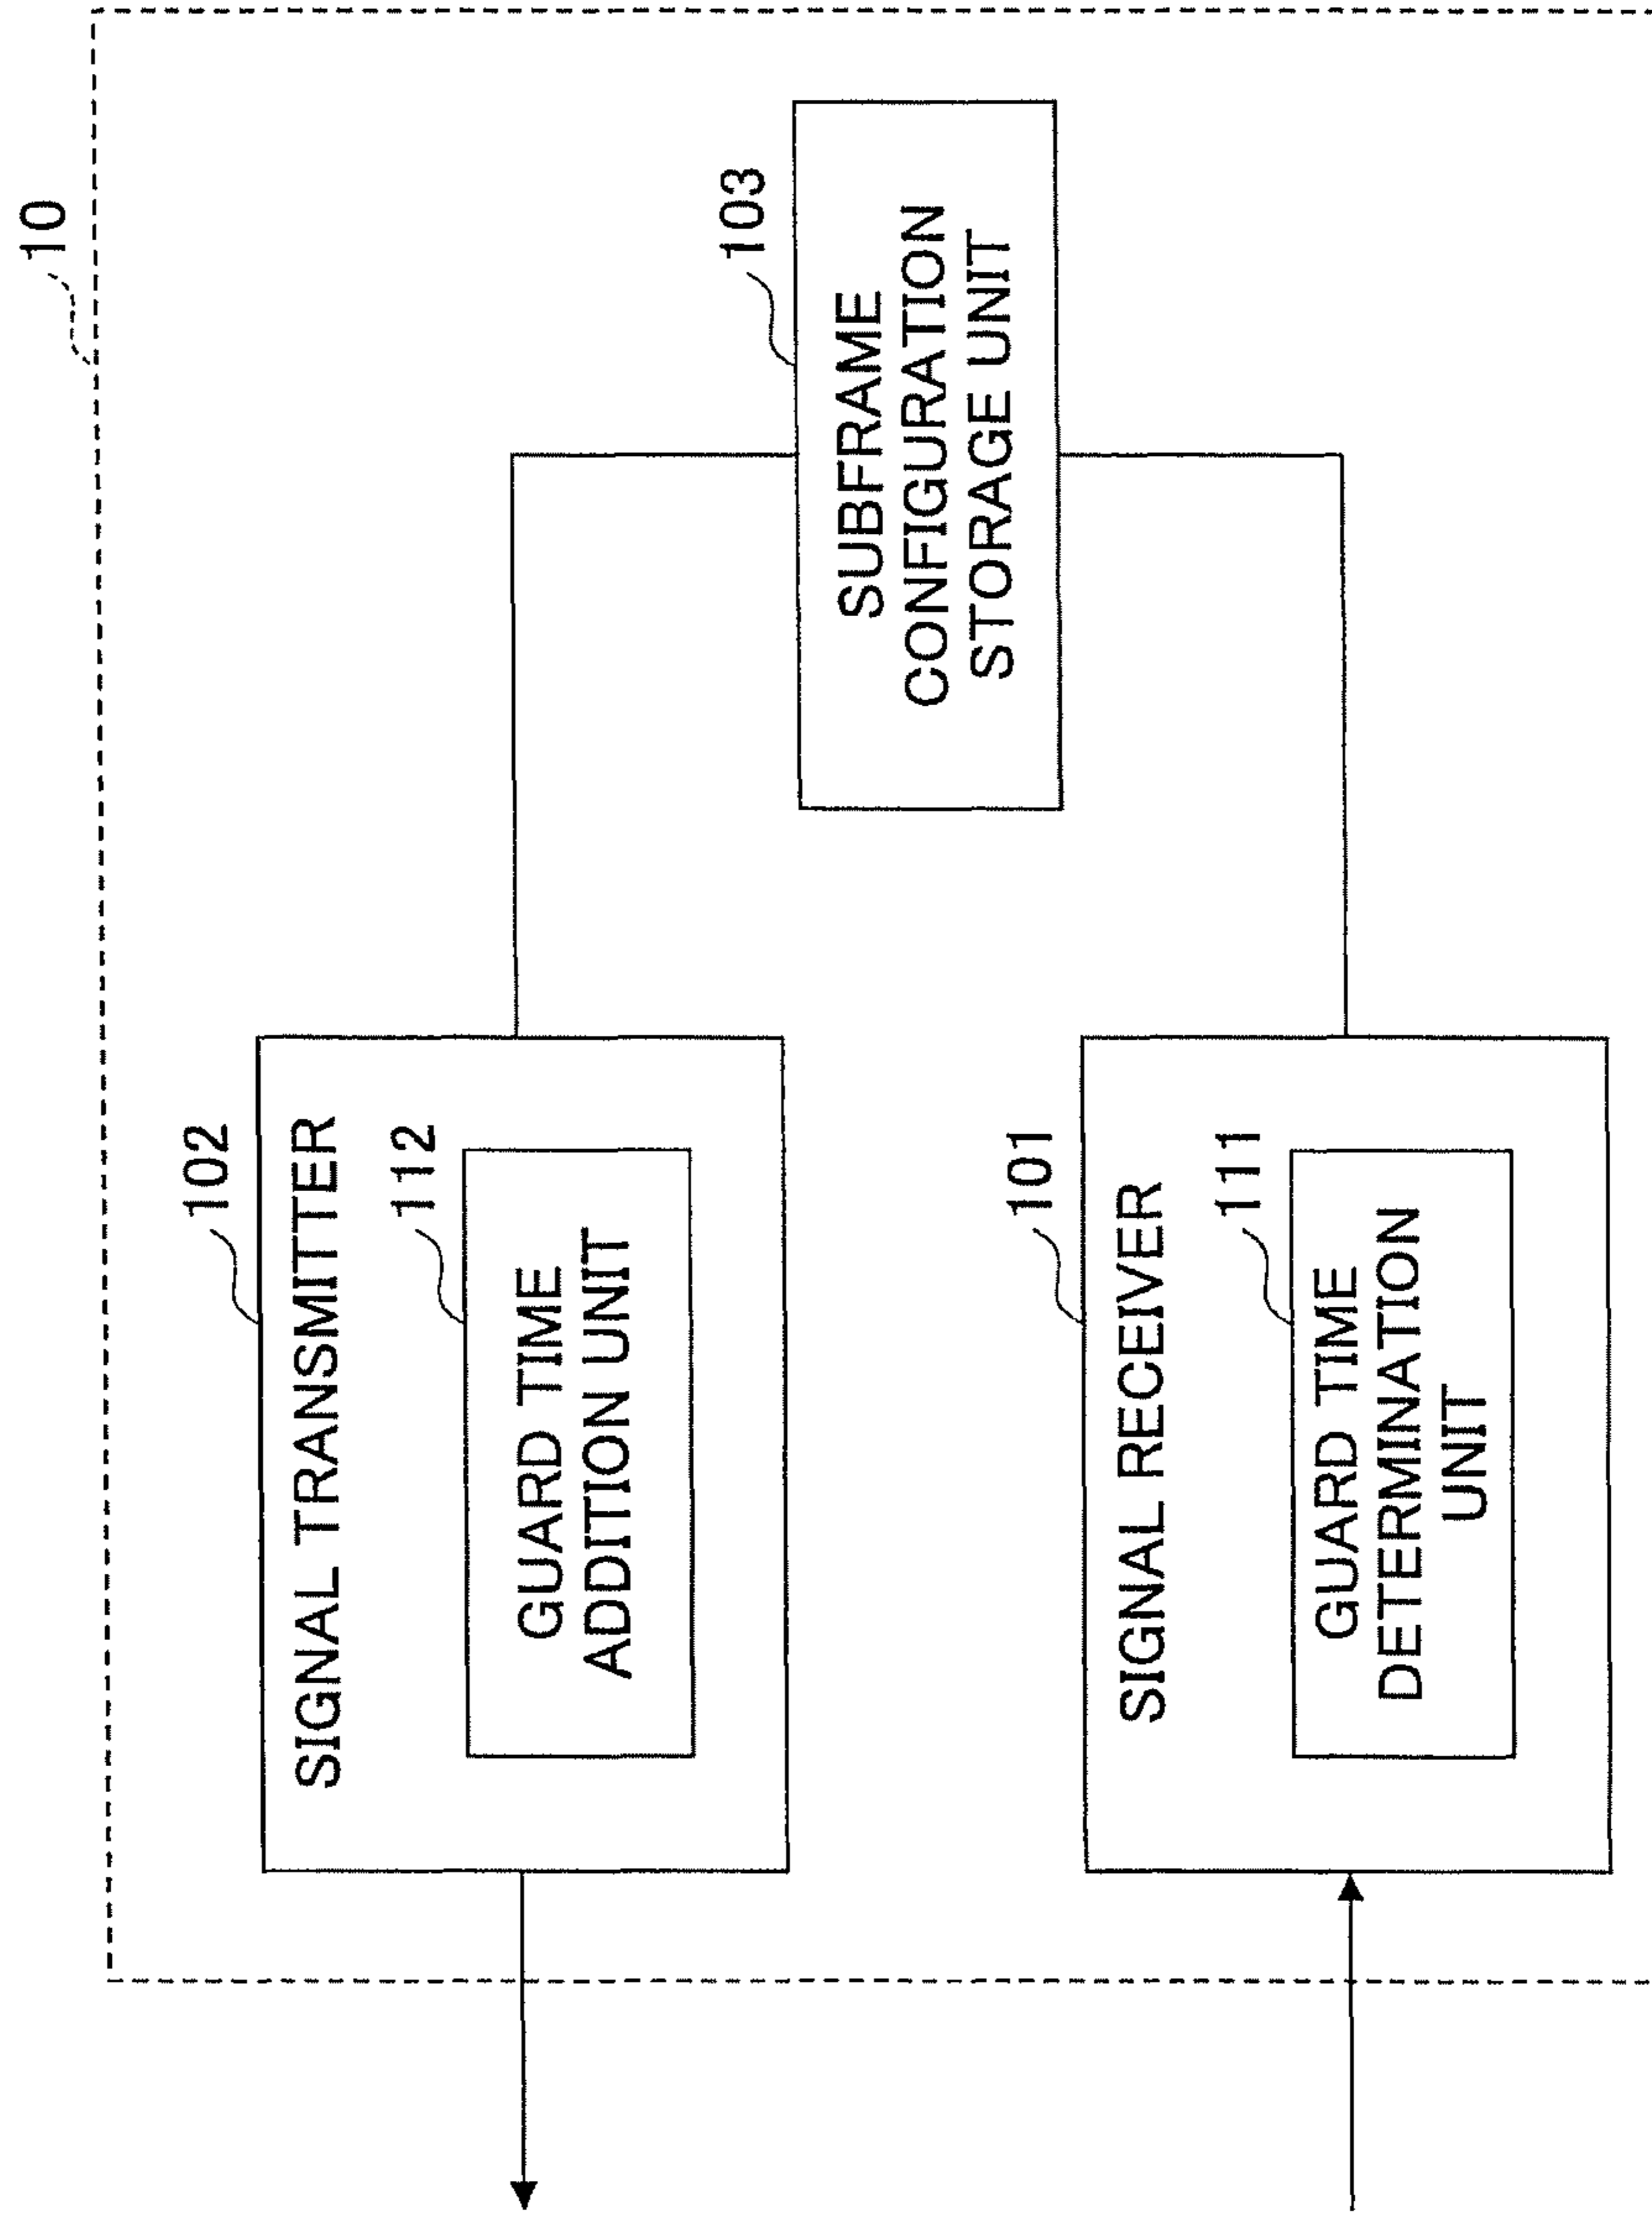 10
102
SIGNAL TRANSMITTER
112
GUARD TIME
ADDITION UNIT
103
SUBFRAME
CONFIGURATION
STORAGE UNIT
101
SIGNAL RECEIVER
111
GUARD TIME
DETERMINATION
UNIT